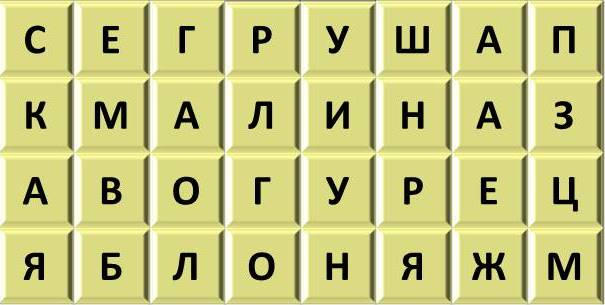 С Е Г Р У Ш А П
К М А Л И Н А З
А В О Г У Р Е Ц
Я Б Л О Н Я Ж М